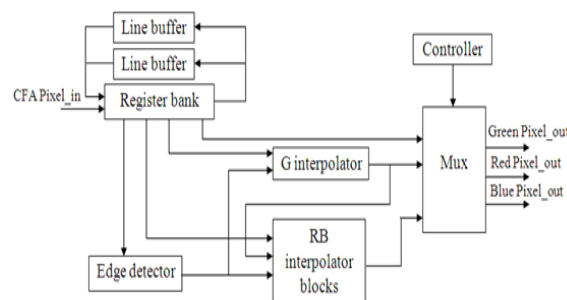 Line buffer
Line buffer
Controller
CFA Pixel_in
Register bank
Green Pixel_out
G interpolator
Mux
Red Pixel_out
Blue Pixel_out
RB
interpolator
blocks
Edge detector